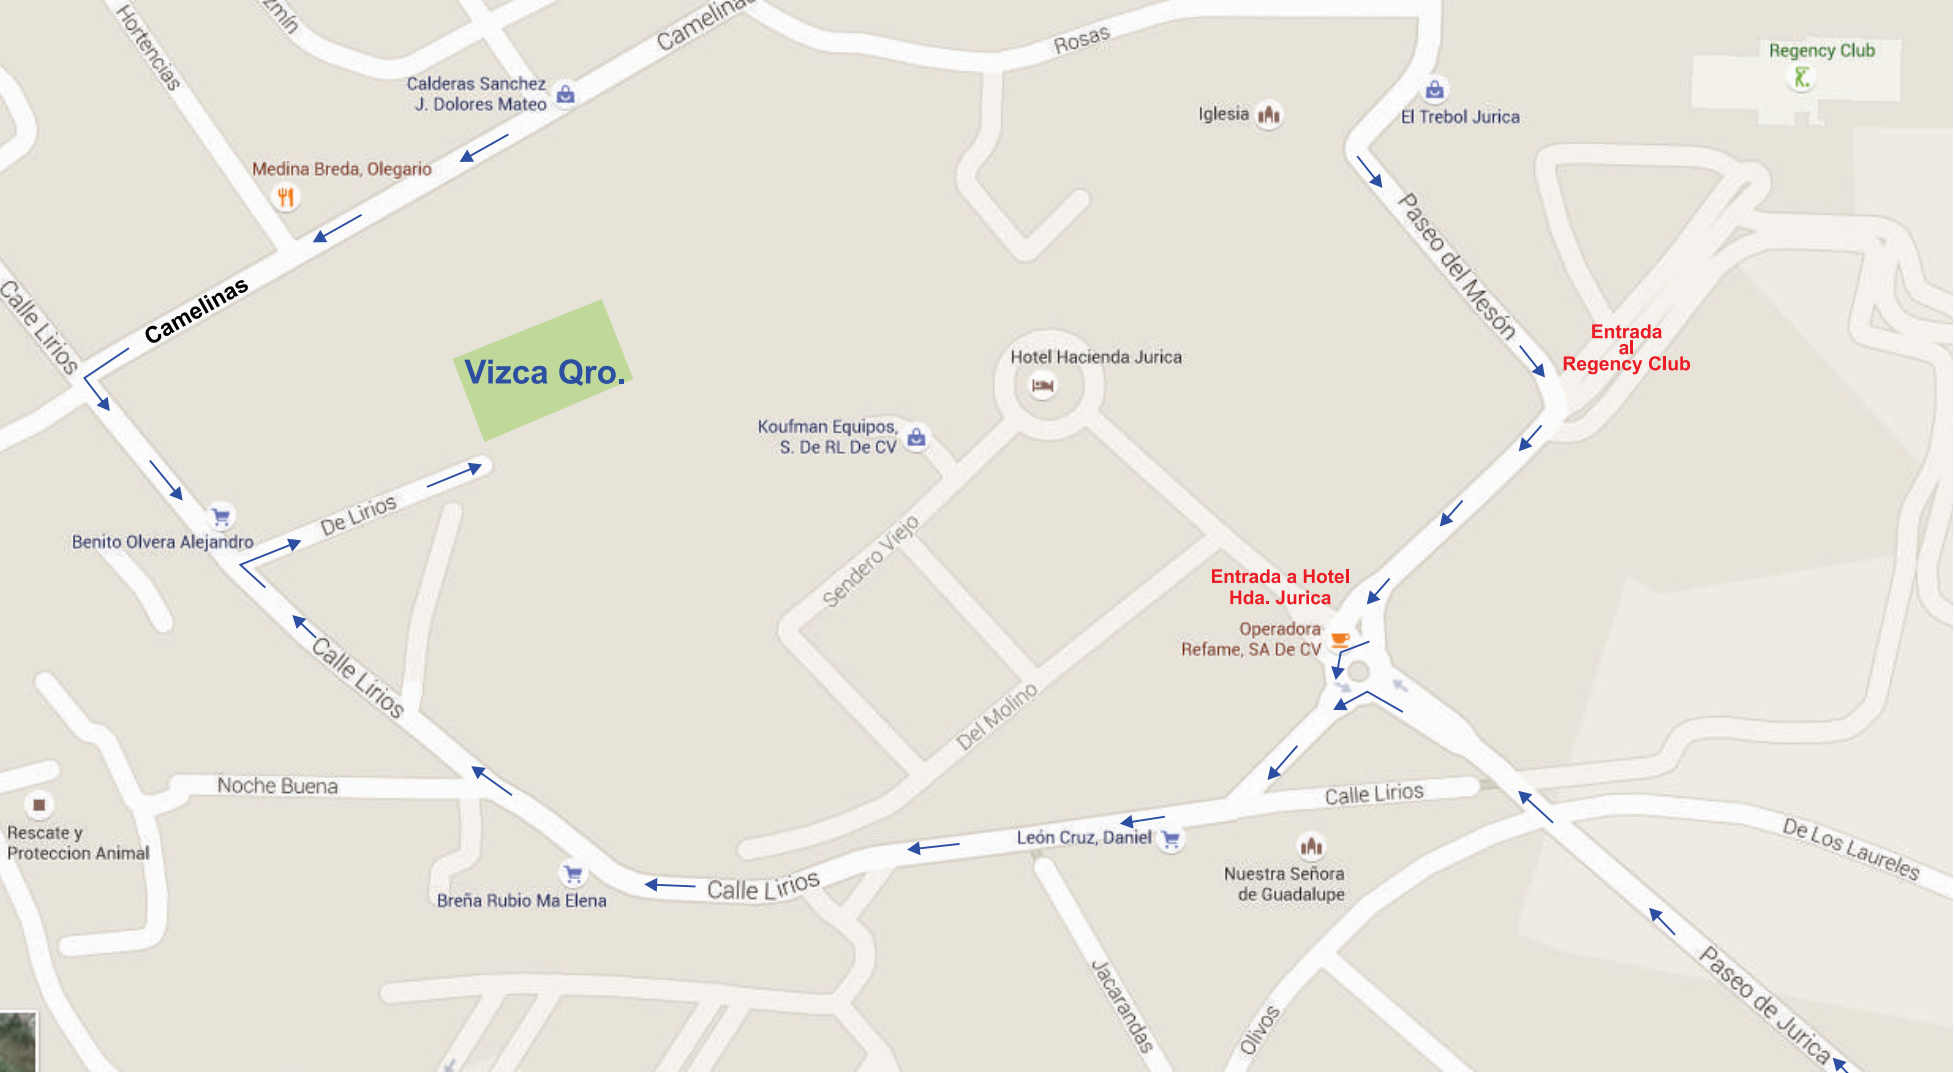 Hortencias
Camelinas
Rosas
Regency Club
Calderas Sanchez
J. Dolores Mateo
Iglesia
El Trebol Jurica
Medina Breda, Olegario
Paseo del Mesón
Calle Lirios
Camelinas
Entrada
al
Regency Club
Vizca Qro.
Hotel Hacienda Jurica
Koufman Equipos,
S. De RL De CV
De Lirios
Benito Olvera Alejandro
Sendero Viejo
Entrada a Hotel
Hda. Jurica
Operadora
Refame, SA De CV
Calle Lirios
Del Molino
Noche Buena
Calle Lirios
Rescate y
Proteccion Animal
León Cruz, Daniel
De Los Laureles
Nuestra Señora
de Guadalupe
Calle Lirios
Breña Rubio Ma Elena
Jacarandas
Olivos
Paseo de Jurica